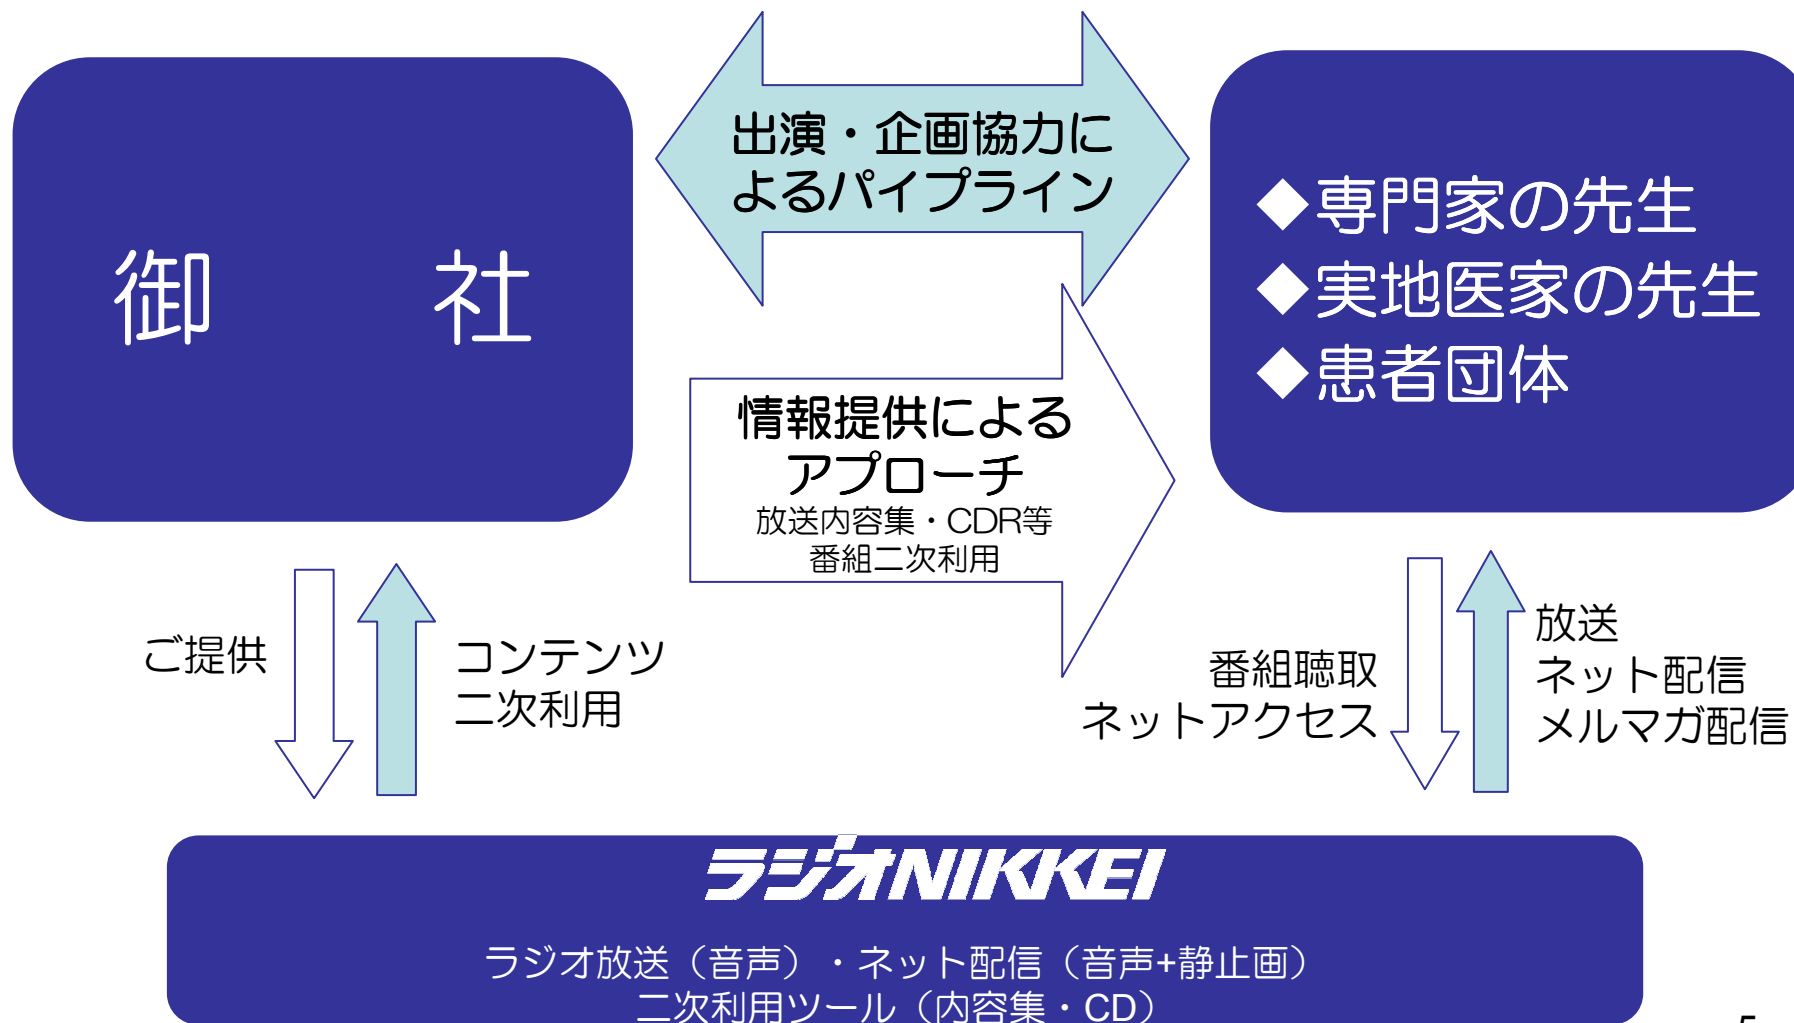 御 社
出演・企画協力に
よるパイプライン
◆専門家の先生
◆実地医家の先生
◆患者団体
情報提供による
アプローチ
放送内容集・CDR等
番組二次利用
ご提供
コンテンツ
二次利用
番組聴取
ネットアクセス
放送
ネット配信
メルマガ配信
ラジオNIKKEI
ラジオ放送（音声）・ネット配信（音声+静止画）
二次利用ツール（内容集・CD）
5